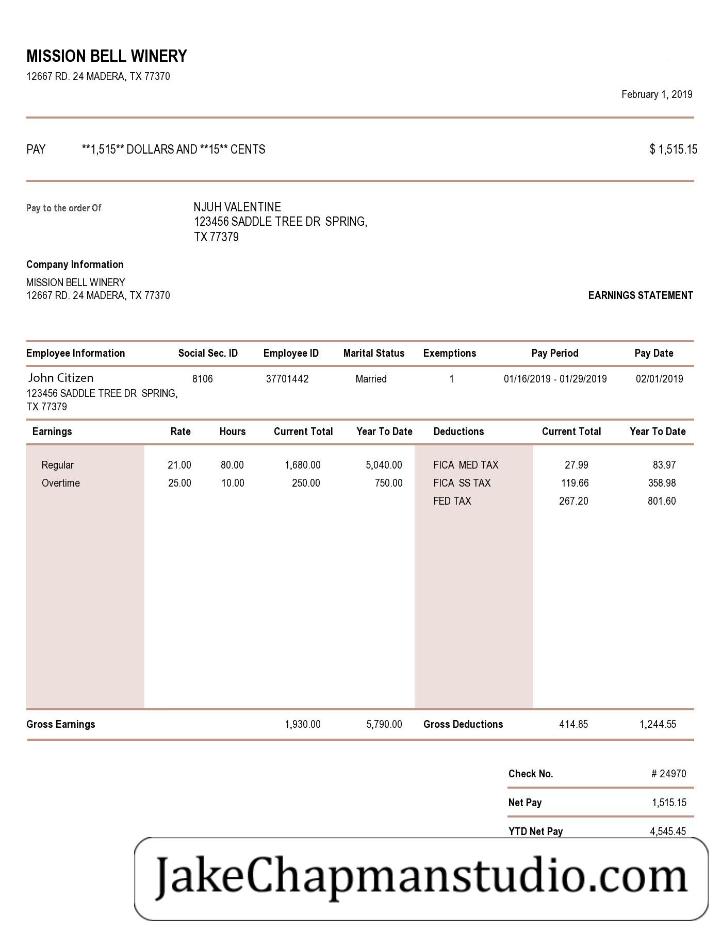 MISSION BELL WINERY
12667 RD. 24 MADERA, TX 77370
February 1, 2019
PAY **1,515** DOLLARS AND **15** CENTS $ 1,515.15
Pay to the order Of NJUH VALENTINE
123456 SADDLE TREE DR SPRING,
TX 77379
Company Information
MISSION BELL WINERY
12667 RD. 24 MADERA, TX 77370 EARNINGS STATEMENT
Employee Information Social Sec. ID Employee ID Marital Status Exemptions Pay Period Pay Date
John Citizen 8106 37701442 Married 1 01/16/2019 - 01/29/2019 02/01/2019
123456 SADDLE TREE DR SPRING,
TX 77379
Earnings Rate Hours Current Total Year To Date Deductions Current Total Year To Date
Regular 21.00 80.00 1,680.00 5,040.00 FICA MED TAX 27.99 83.97
Overtime 25.00 10.00 250.00 750.00 FICA SS TAX 119.66 358.98
FED TAX 267.20 801.60
Gross Earnings 1,930.00 5,790.00 Gross Deductions 414.85 1,244.55
Check No. # 24970
Net Pay 1,515.15
YTD Net Pay 4,545.45
JakeChapmanstudio.com